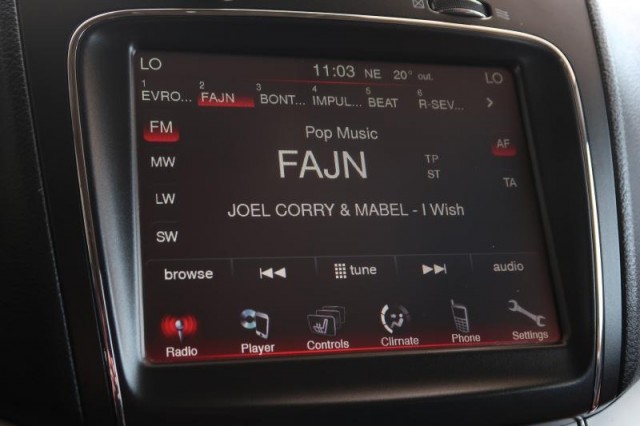 LO 11:03 NE 20° out. LO
1 2 3 4 5 6
EVRO... FAJN BONT... IMPUL... BEAT R-SEV... >
FM Pop Music AF
FAJN TP
MW ST
TA
LW JOEL CORRY & MABEL - I Wish
SW
browse tune audio
Radio Player Controls Climate Phone Settings